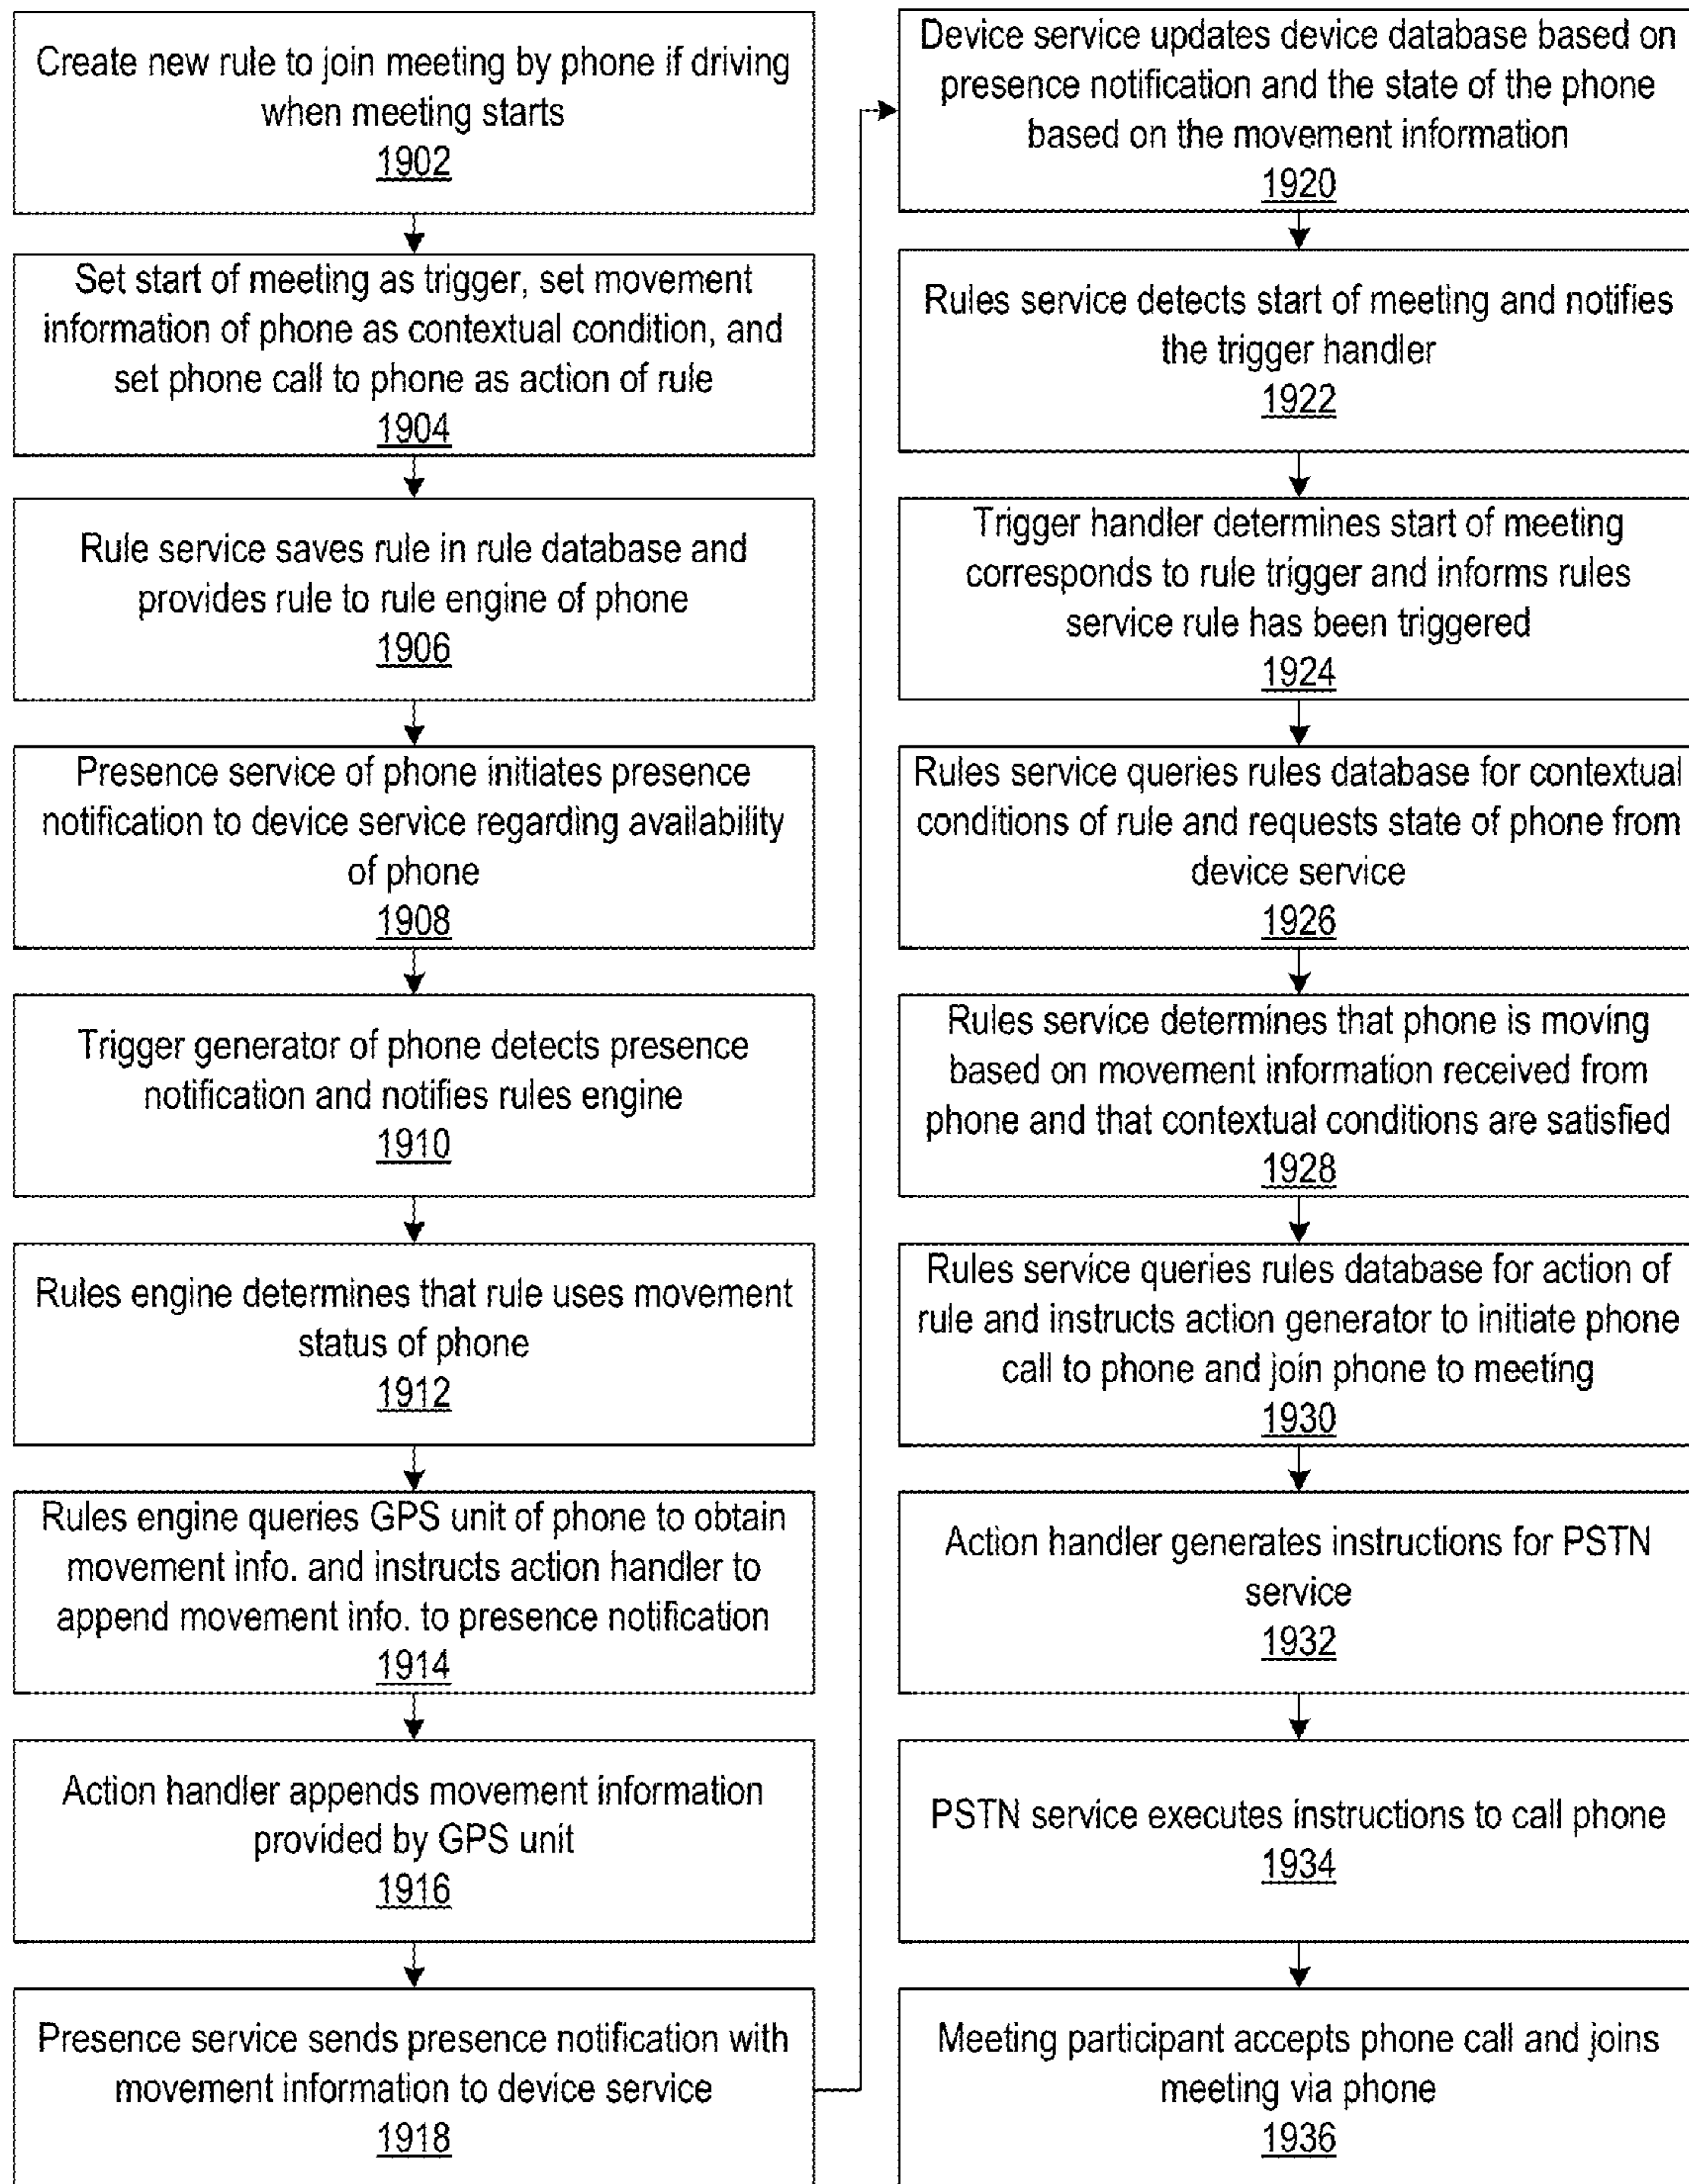 Create new rule to join meeting by phone if driving
when meeting starts
1902
Set start of meeting as trigger, set movement
information of phone as contextual condition, and
set phone call to phone as action of rule
1904
Rule service saves rule in rule database and
provides rule to rule engine of phone
1906
Presence service of phone initiates presence
notification to device service regarding availability
of phone
1908
Trigger generator of phone detects presence
notification and notifies rules engine
1910
Rules engine determines that rule uses movement
status of phone
1912
Rules engine queries GPS unit of phone to obtain
movement info. and instructs action handler to
append movement info. to presence notification
1914
Action handler appends movement information
provided by GPS unit
1916
Presence service sends presence notification with
movement information to device service
1918
Device service updates device database based on
presence notification and the state of the phone
based on the movement information
1920
Rules service detects start of meeting and notifies
the trigger handler
1922
Trigger handler determines start of meeting
corresponds to rule trigger and informs rules
service rule has been triggered
1924
Rules service queries rules database for contextual
conditions of rule and requests state of phone from
device service
1926
Rules service determines that phone is moving
based on movement information received from
phone and that contextual conditions are satisfied
1928
Rules service queries rules database for action of
rule and instructs action generator to initiate phone
call to phone and join phone to meeting
1930
Action handler generates instructions for PSTN
service
1932
PSTN service executes instructions to call phone
1934
Meeting participant accepts phone call and joins
meeting via phone
1936